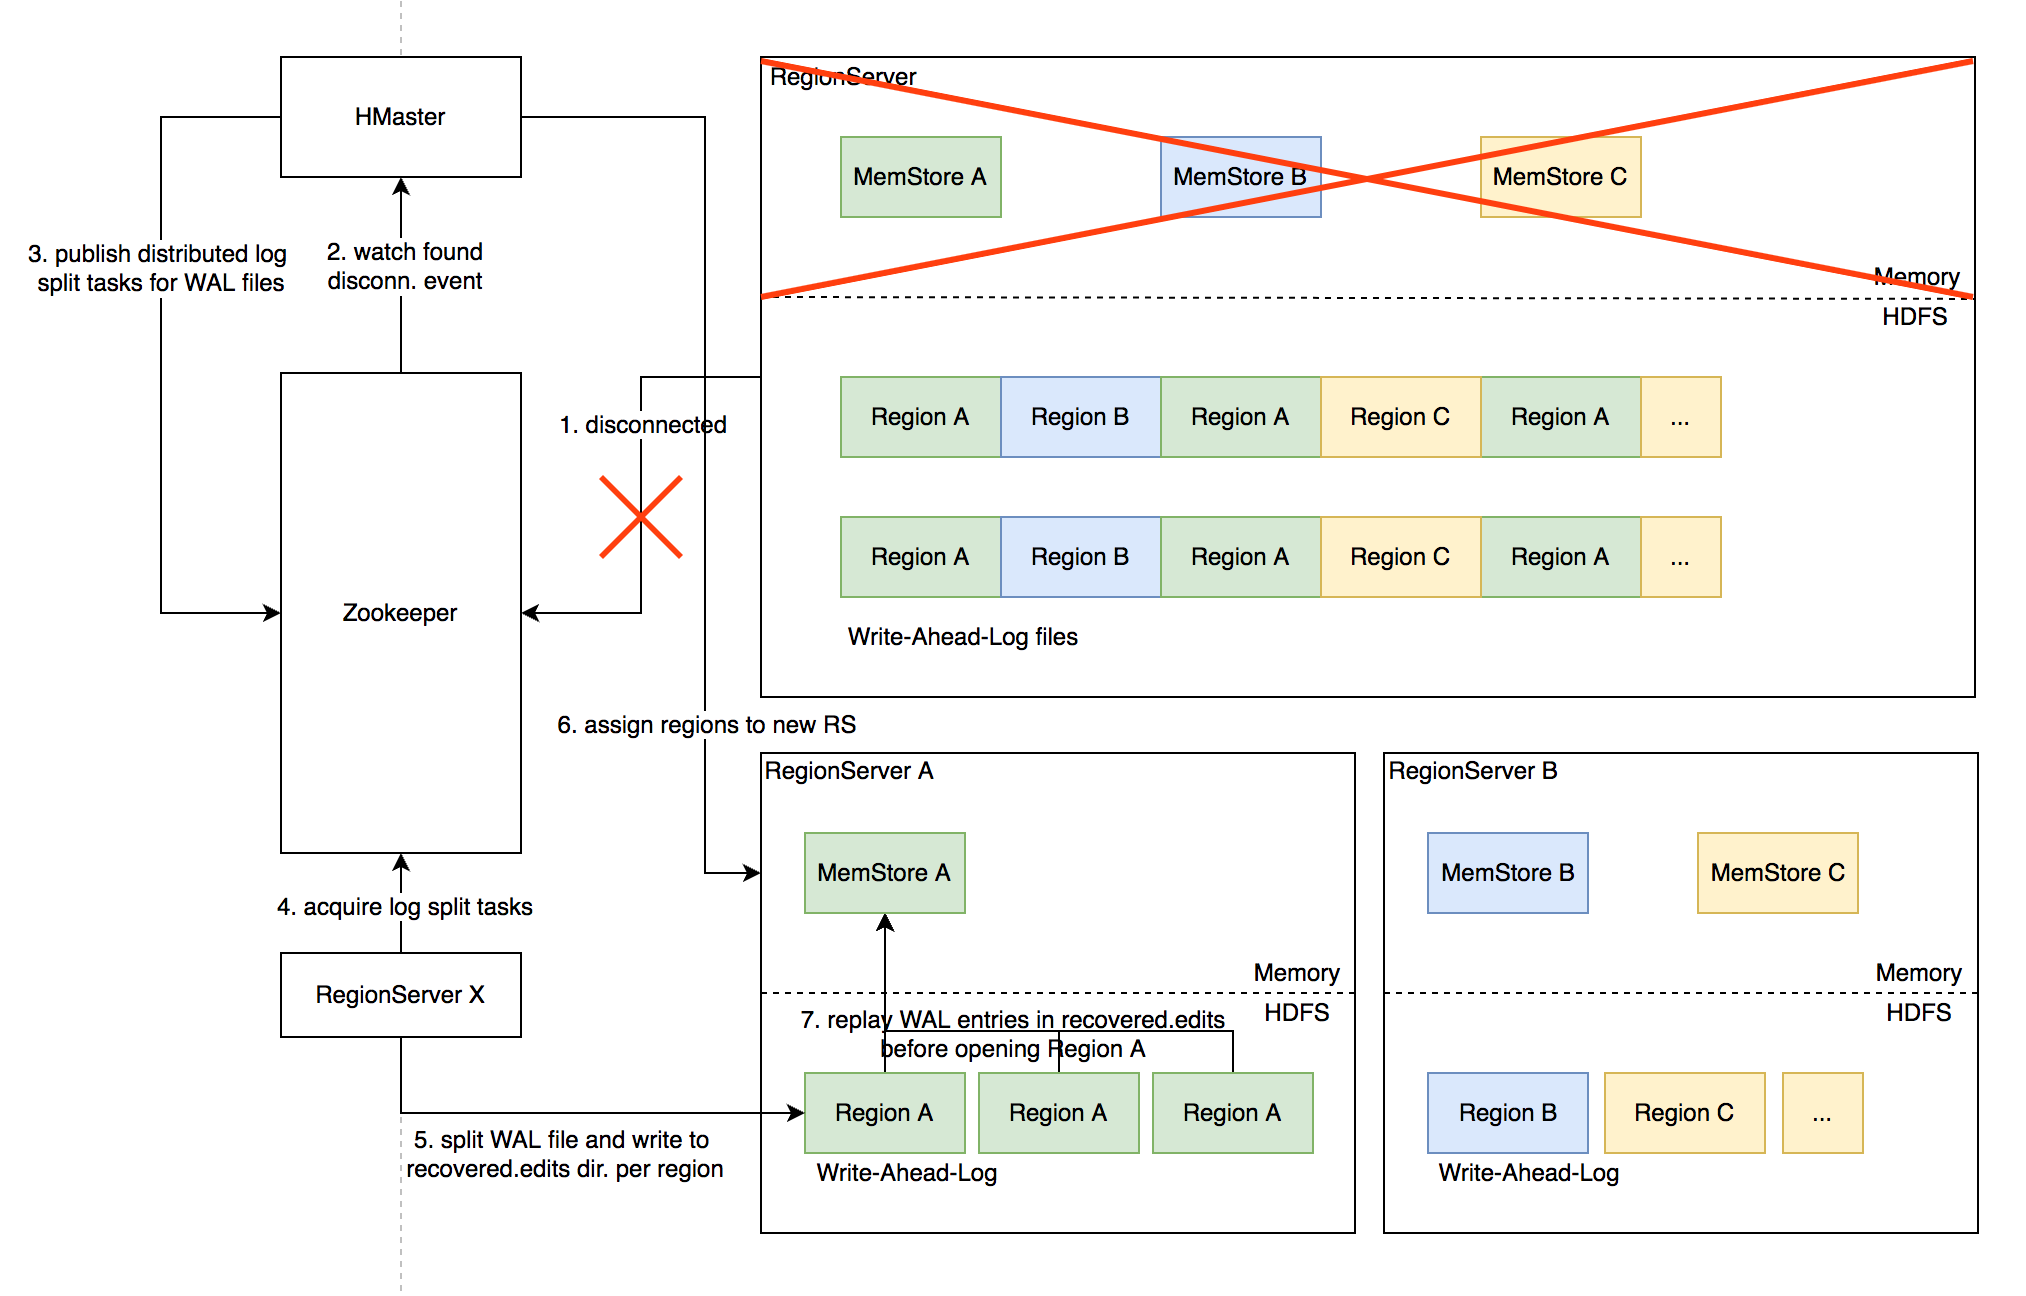 HMaster
3. publish distributed log
split tasks for WAL files
2. watch found
disconn. event
Zookeeper
1. disconnected
4. acquire log split tasks
RegionServer X
5. split WAL file and write to
recovered.edits dir. per region
6. assign regions to new RS
RegionServer
MemStore A
MemStore B
MemStore C
Memory
HDFS
Region A
Region B
Region A
Region C
Region A
...
Region A
Region B
Region A
Region C
Region A
...
Write-Ahead-Log files
RegionServer A
MemStore A
Memory
HDFS
7. replay WAL entries in recovered.edits
before opening Region A
Region A
Region A
Region A
Write-Ahead-Log
RegionServer B
MemStore B
MemStore C
Memory
HDFS
Region B
Region C
...
Write-Ahead-Log